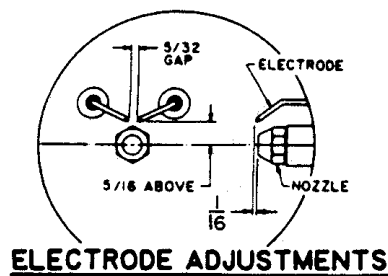 5/32
GAP
ELECTRODE
5/16 ABOVE
NOZZLE
1
16
ELECTRODE ADJUSTMENTS